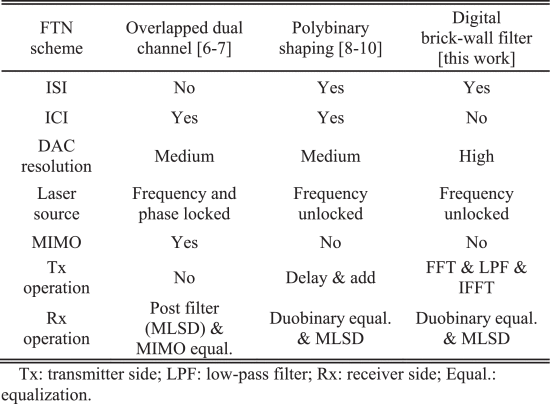 FTN scheme Overlapped dual channel [6-7] Polybinary shaping [8-10] Digital brick-wall filter [this work]
ISI No Yes Yes
ICI Yes Yes No
DAC resolution Medium Medium High
Laser source Frequency and phase locked Frequency unlocked Frequency unlocked
MIMO Yes No No
Tx operation No Delay & add FFT & LPF & IFFT
Rx operation Post filter (MLSD) & MIMO equal. Duobinary equal. & MLSD Duobinary equal. & MLSD
Tx: transmitter side; LPF: low-pass filter; Rx: receiver side; Equal.:
equalization.